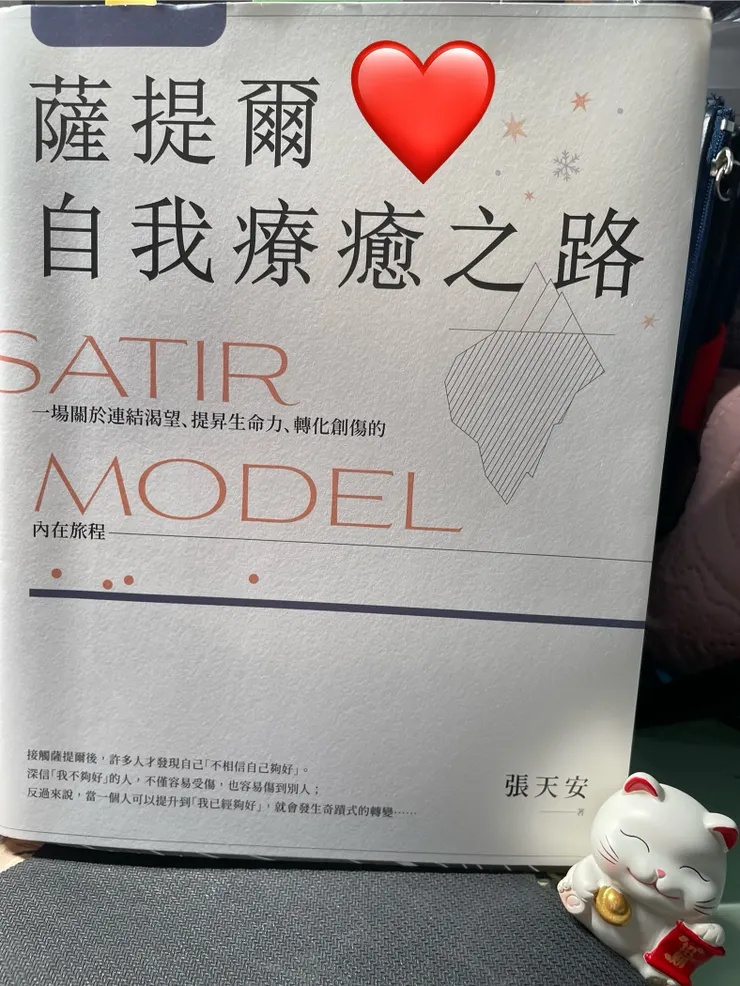 薩提爾
自我療癒之路
SATIR
一場關於連結渴望、提昇生命力、轉化創傷的
MODEL
內在旅程
接觸薩提爾後，許多人才發現自己「不相信自己夠好」。
深信「我不夠好」的人，不僅容易受傷，也容易傷到別人；
反過來說，當一個人可以提升到「我已經夠好」，就會發生奇蹟式的轉變⋯⋯
張天安
著